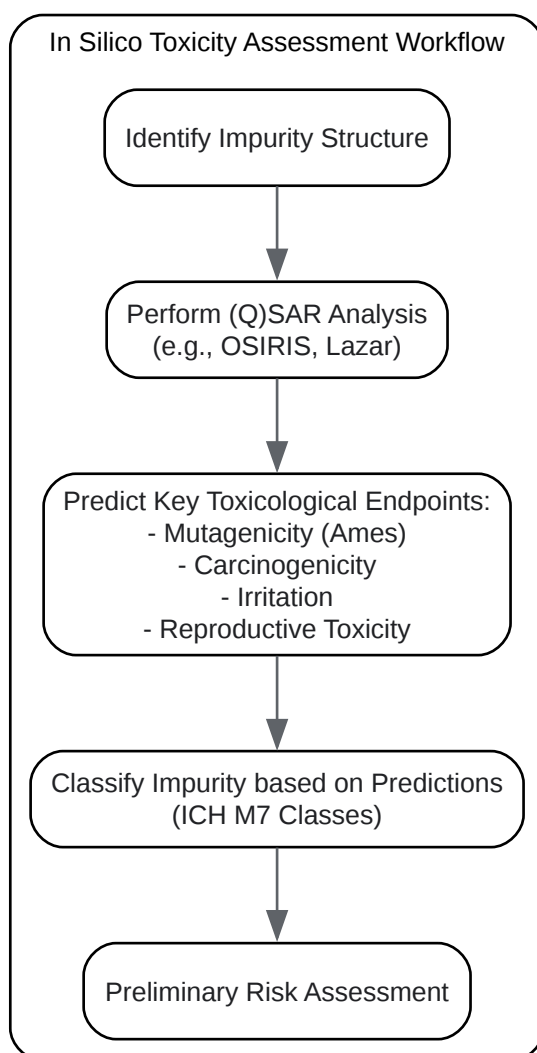 In Silico Toxicity Assessment Workflow
Identify Impurity Structure
Perform (Q)SAR Analysis
(e.g., OSIRIS, Lazar)
Predict Key Toxicological Endpoints:
- Mutagenicity (Ames)
- Carcinogenicity
- Irritation
- Reproductive Toxicity
Classify Impurity based on Predictions
(ICH M7 Classes)
Preliminary Risk Assessment